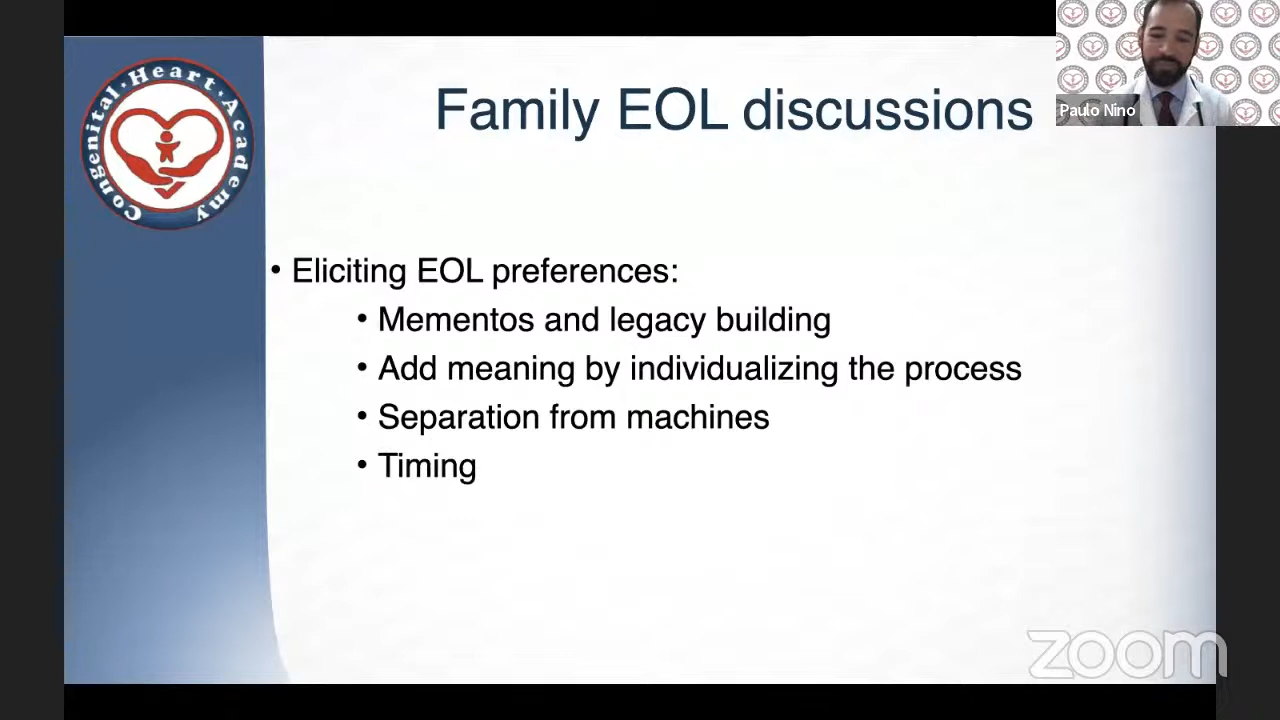 Congenital · Heart · Academy
Family EOL discussions
Paulo Nino
• Eliciting EOL preferences:
• Mementos and legacy building
• Add meaning by individualizing the process
• Separation from machines
• Timing
zoom